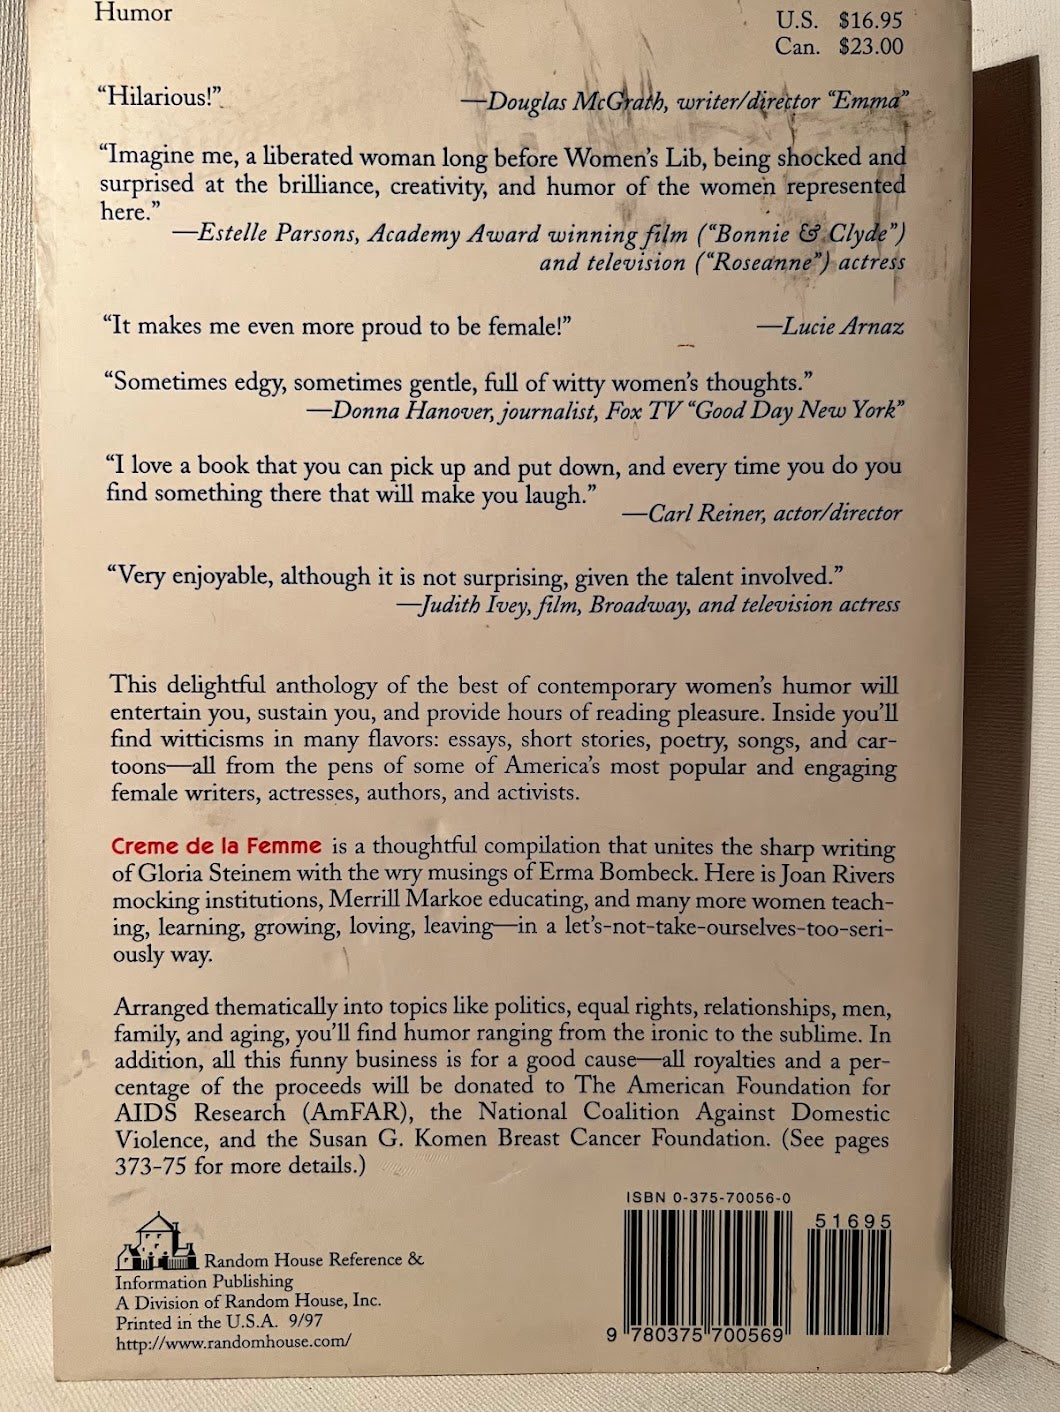 Humor
U.S. $16.95
Can. $23.00
“Hilarious!” —Douglas McGrath, writer/director “Emma”
“Imagine me, a liberated woman long before Women’s Lib, being shocked and
surprised at the brilliance, creativity, and humor of the women represented
here.”
—Estelle Parsons, Academy Award winning film (“Bonnie & Clyde”)
and television (“Roseanne”) actress
“It makes me even more proud to be female!” —Lucie Arnaz
“Sometimes edgy, sometimes gentle, full of witty women’s thoughts.”
—Donna Hanover, journalist, Fox TV “Good Day New York”
“I love a book that you can pick up and put down, and every time you do you
find something there that will make you laugh.”
—Carl Reiner, actor/director
“Very enjoyable, although it is not surprising, given the talent involved.”
—Judith Ivey, film, Broadway, and television actress
This delightful anthology of the best of contemporary women’s humor will
entertain you, sustain you, and provide hours of reading pleasure. Inside you’ll
find witticisms in many flavors: essays, short stories, poetry, songs, and car-
toons—all from the pens of some of America’s most popular and engaging
female writers, actresses, authors, and activists.
Creme de la Femme is a thoughtful compilation that unites the sharp writing
of Gloria Steinem with the wry musings of Erma Bombeck. Here is Joan Rivers
mocking institutions, Merrill Markoe educating, and many more women teach-
ing, learning, growing, loving, leaving—in a let’s-not-take-ourselves-too-seri-
ously way.
Arranged thematically into topics like politics, equal rights, relationships, men,
family, and aging, you’ll find humor ranging from the ironic to the sublime. In
addition, all this funny business is for a good cause—all royalties and a per-
centage of the proceeds will be donated to The American Foundation for
AIDS Research (AmFAR), the National Coalition Against Domestic
Violence, and the Susan G. Komen Breast Cancer Foundation. (See pages
373-75 for more details.)
Random House Reference &
Information Publishing
A Division of Random House, Inc.
Printed in the U.S.A. 9/97
http://www.randomhouse.com/
ISBN 0-375-70056-0
51695
9 780375 700569